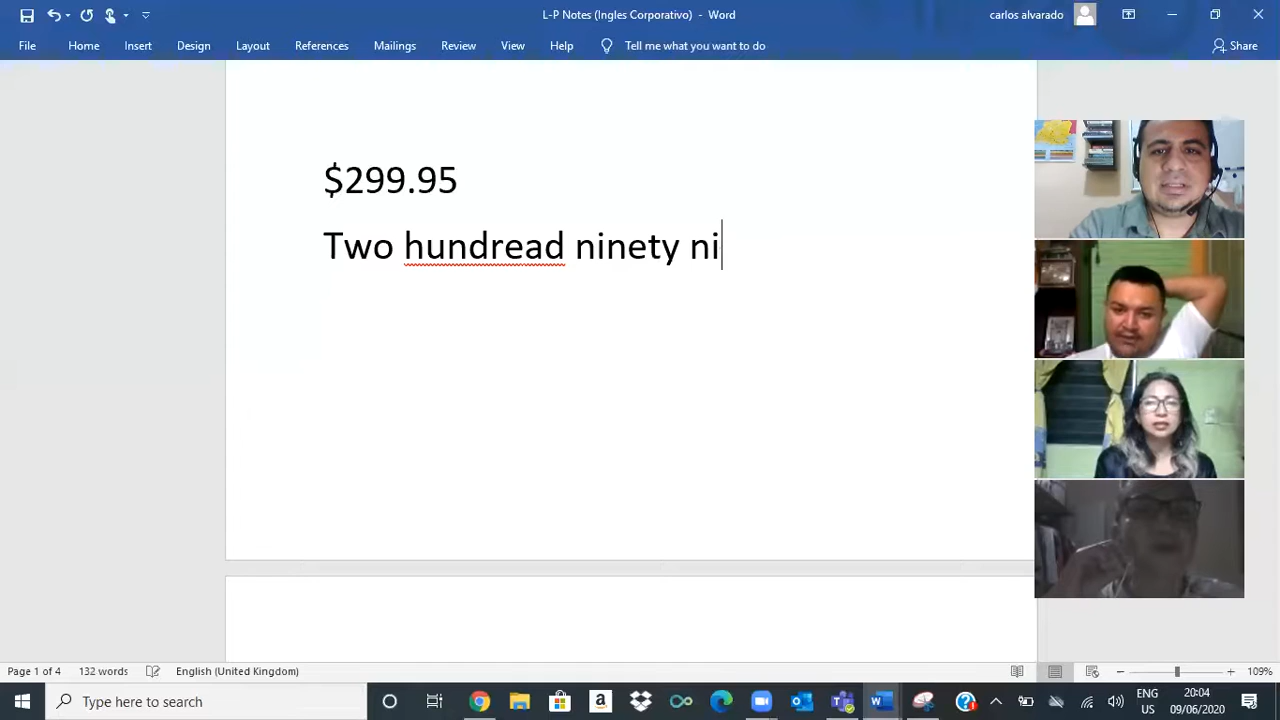 L-P Notes (Ingles Corporativo) - Word
carlos alvarado
File Home Insert Design Layout References Mailings Review View Help Tell me what you want to do Share
$299.95
Two hundread ninety ni
Page 1 of 4 132 words English (United Kingdom) 109%
Type here to search
ENG
US
20:04
09/06/2020